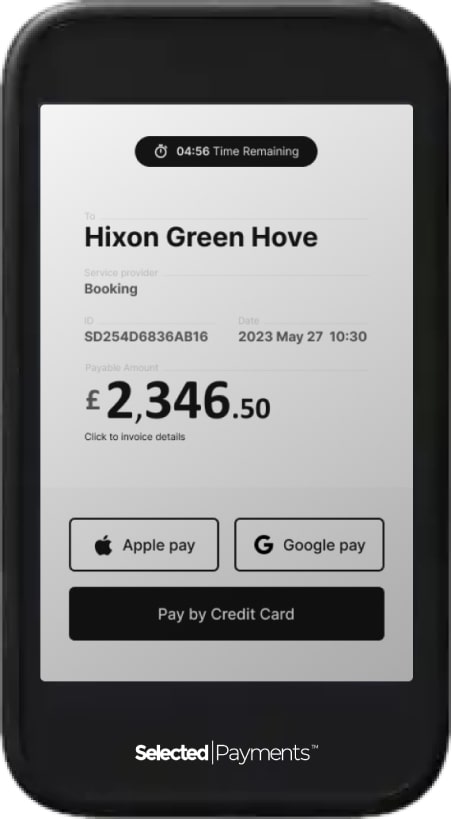 04:56 Time Remaining
To
Hixon Green Hove
Service provider
Booking
ID Date
SD254D6836AB16 2023 May 27 10:30
Payable Amount
£2,346.50
Click to invoice details
Apple pay Google pay
Pay by Credit Card
Selected|Payments™